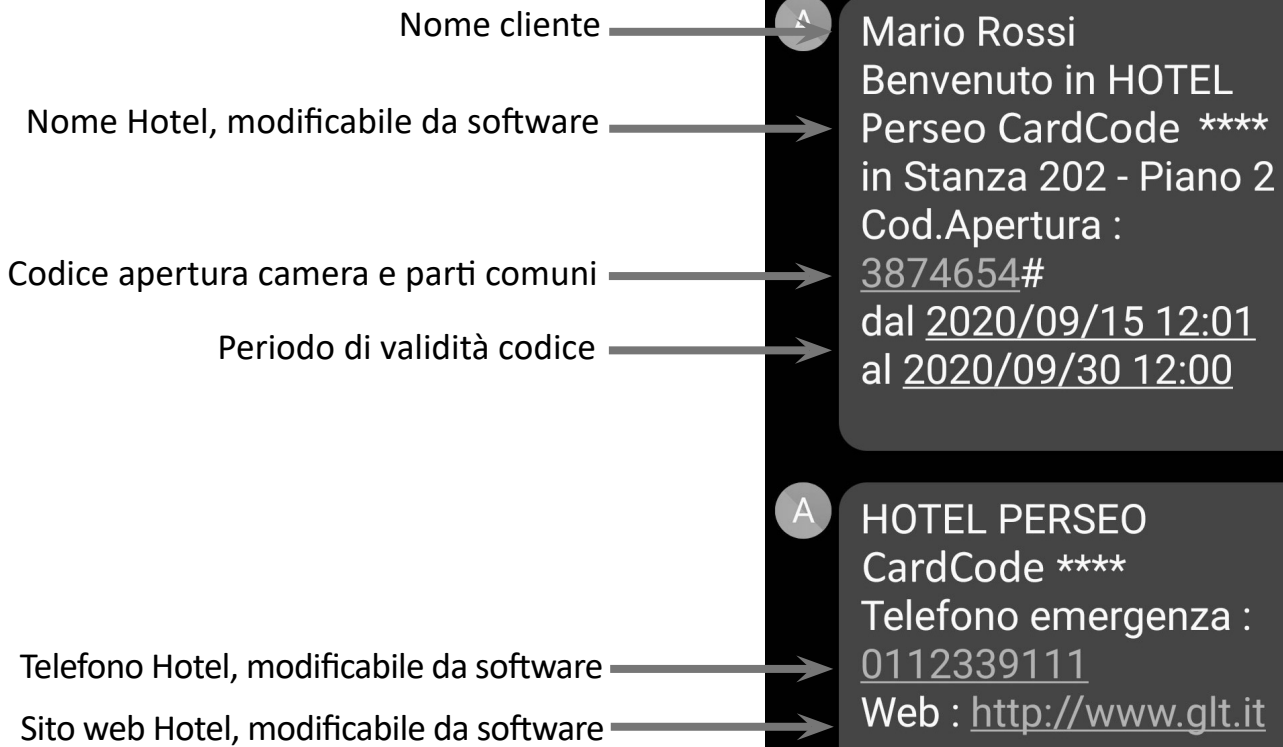 Nome cliente
Nome Hotel, modificabile da software
Codice apertura camera e parti comuni
Periodo di validità codice
Telefono Hotel, modificabile da software
Sito web Hotel, modificabile da software
A
Mario Rossi
Benvenuto in HOTEL
Perseo CardCode ****
in Stanza 202 - Piano 2
Cod.Apertura :
3874654#
dal 2020/09/15 12:01
al 2020/09/30 12:00
A
HOTEL PERSEO
CardCode ****
Telefono emergenza :
0112339111
Web : http://www.glt.it